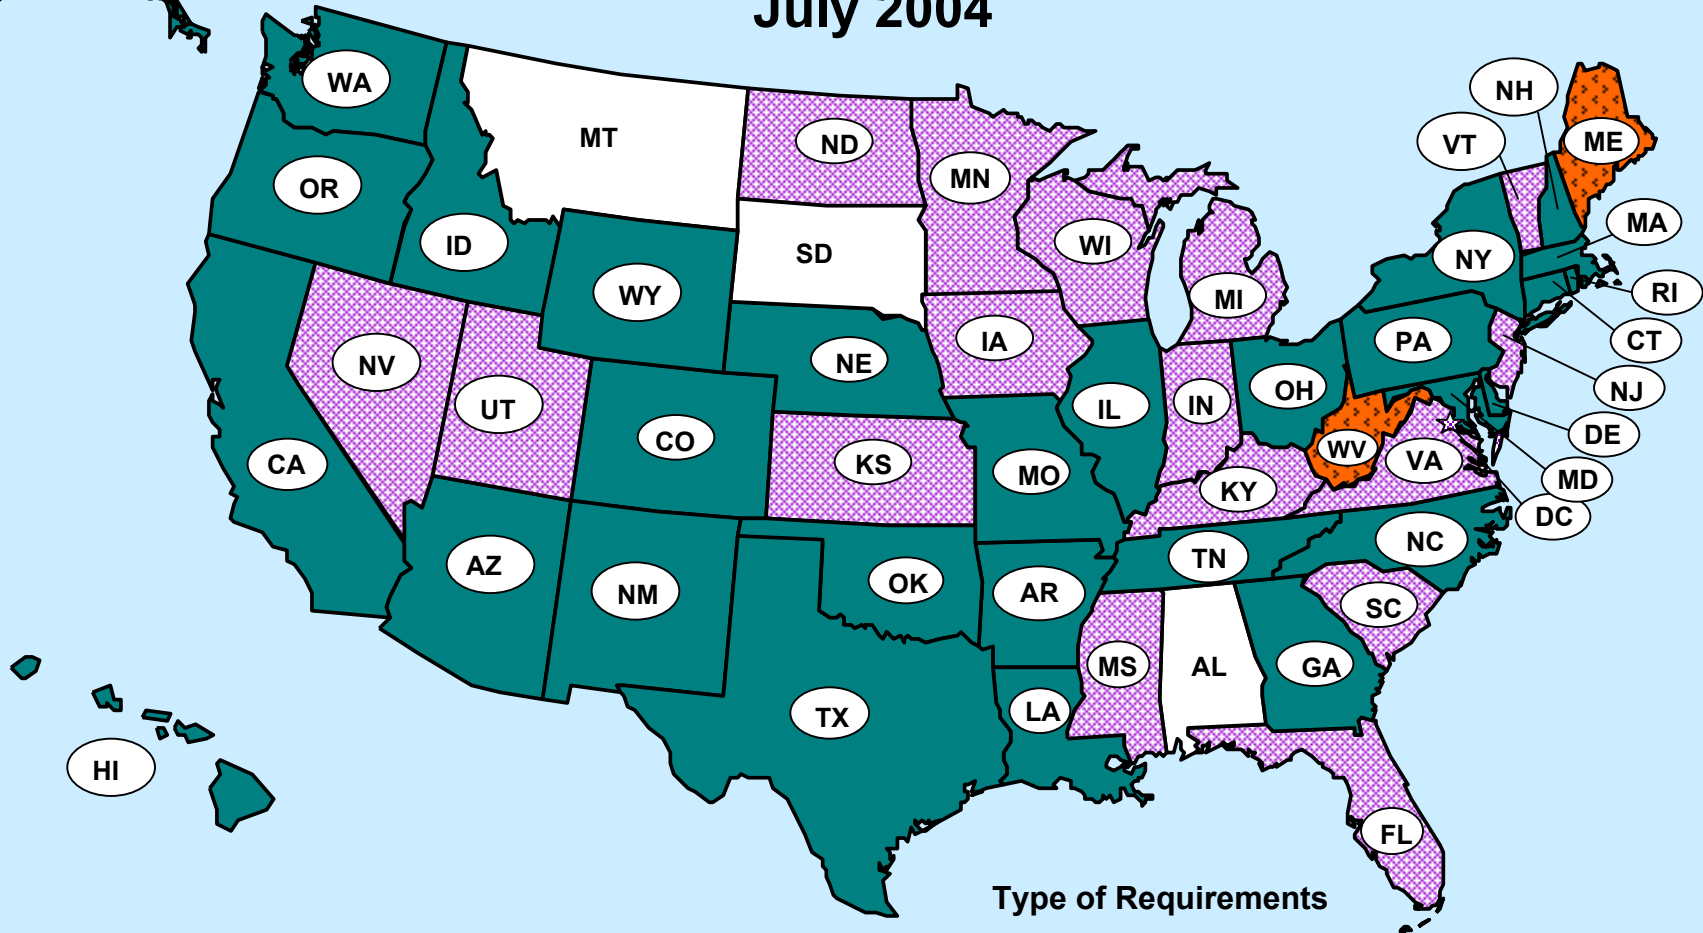 July 2004
WA
MT
ND
MN
OR
ID
SD
WI
WY
MI
NH
VT
ME
MA
NY
RI
CT
PA
NJ
DE
MD
DC
NV
UT
NE
IA
IL
IN
OH
WV
VA
CA
CO
KS
MO
KY
NC
TN
AZ
NM
OK
AR
SC
MS
AL
GA
TX
LA
HI
FL
Type of Requirements